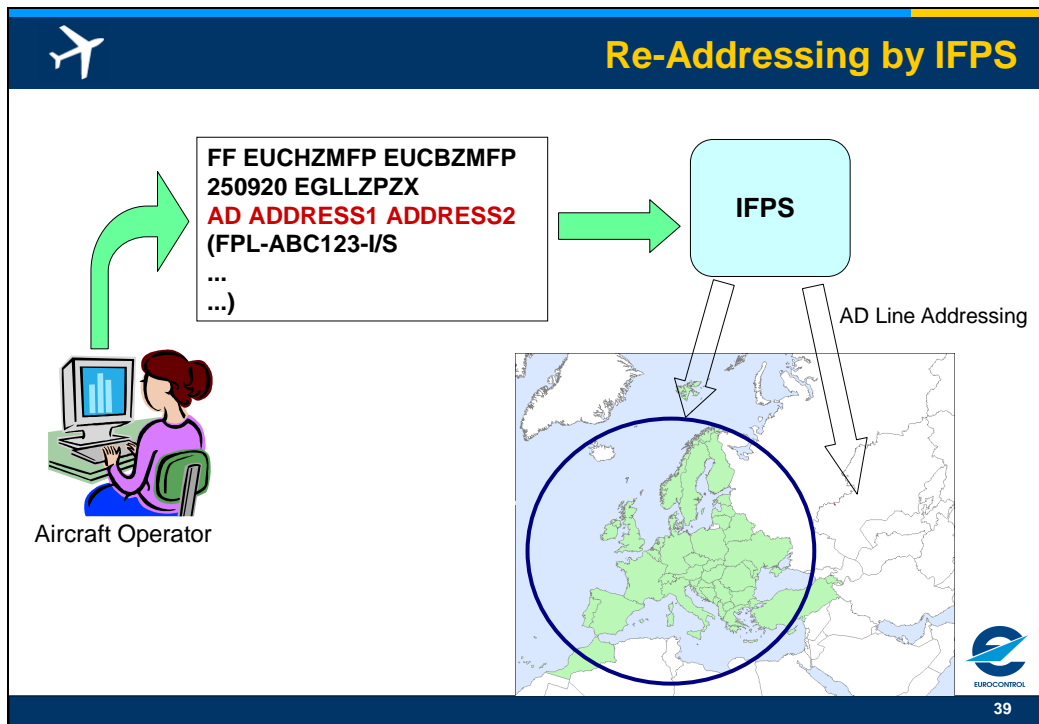 Re-Addressing by IFPS
FF EUCHZMFP EUCBZMFP
250920 EGLLZPZX
AD ADDRESS1 ADDRESS2
(FPL-ABC123-I/S
...
...)
IFPS
AD Line Addressing
Aircraft Operator
EUROCONTROL
39